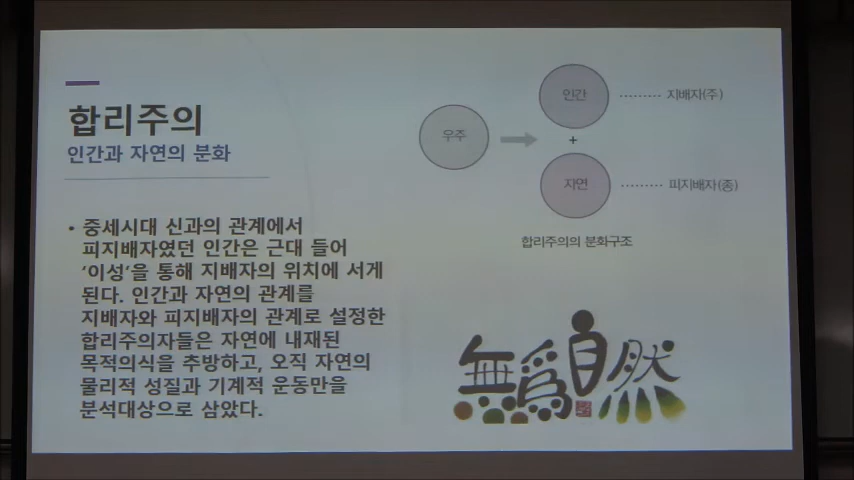 합리주의
인간과 자연의 분화
• 중세시대 신과의 관계에서
피지배자였던 인간은 근대 들어
‘이성’을 통해 지배자의 위치에 서게
된다. 인간과 자연의 관계를
지배자와 피지배자의 관계로 설정한
합리주의자들은 자연에 내재된
목적의식을 추방하고, 오직 자연의
물리적 성질과 기계적 운동만을
분석대상으로 삼았다.
우주
인간
지배자(주)
+
자연
피지배자(종)
합리주의의 분화구조
無爲自然